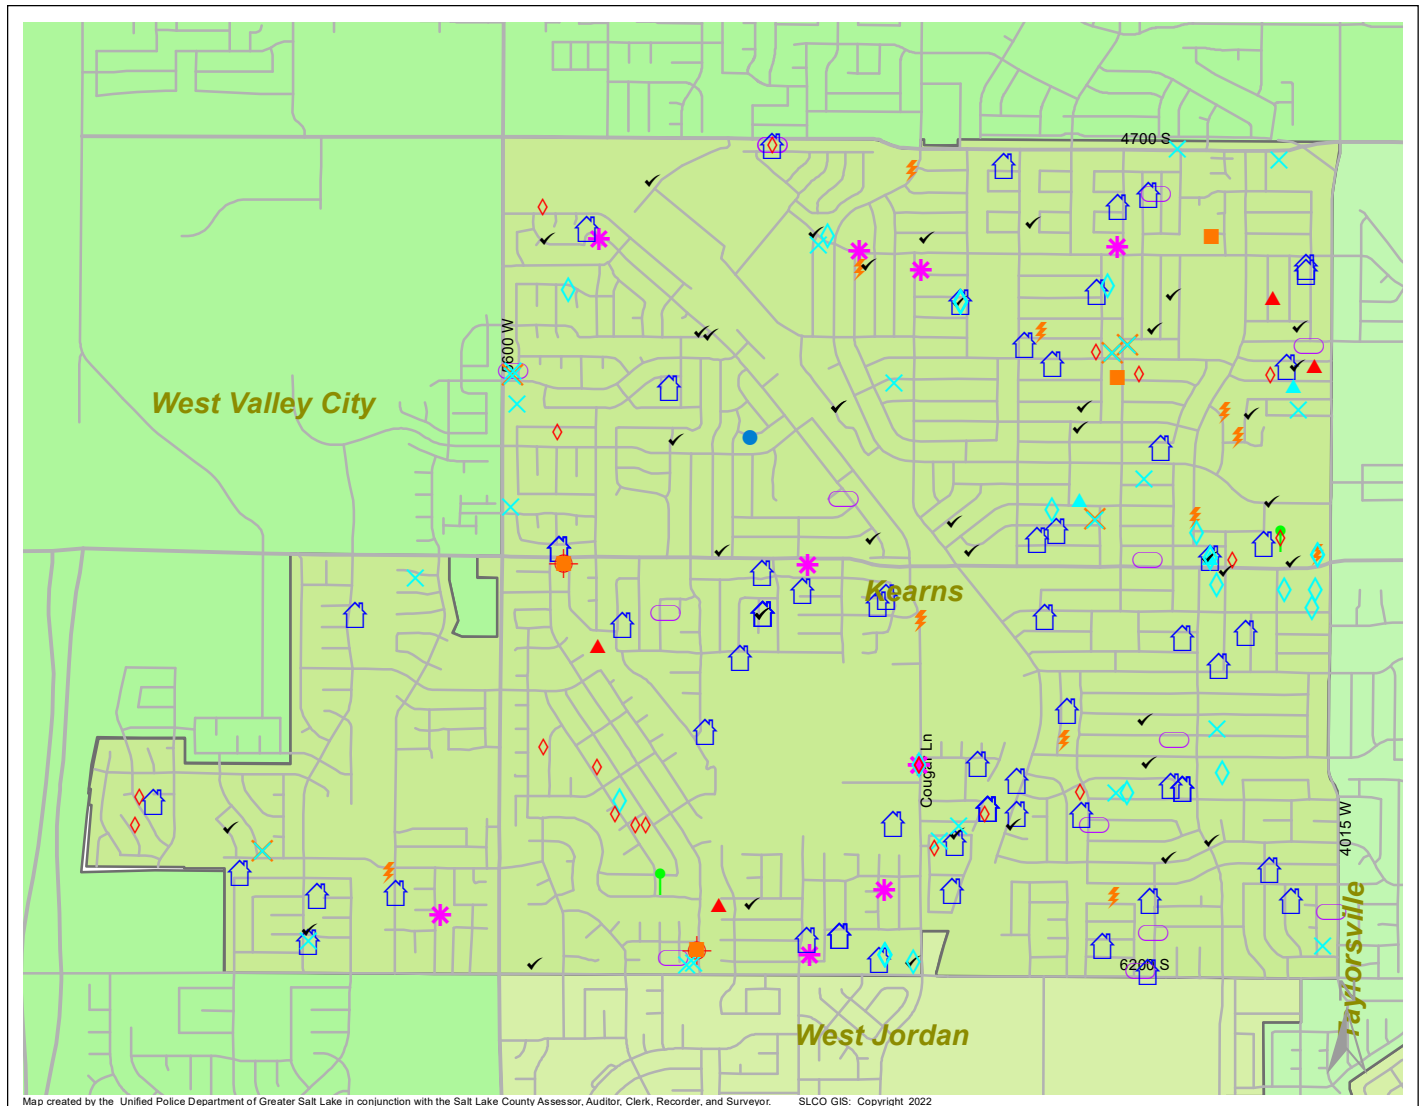 4700 S
5600 W
West Valley City
Kearns
Cougar Ln
4015 W
Taylorsville
6200 S
West Jordan
Map created by the Unified Police Department of Greater Salt Lake in conjunction with the Salt Lake County Assessor, Auditor, Clerk, Recorder, and Surveyor. SLCO GIS: Copyright 2022